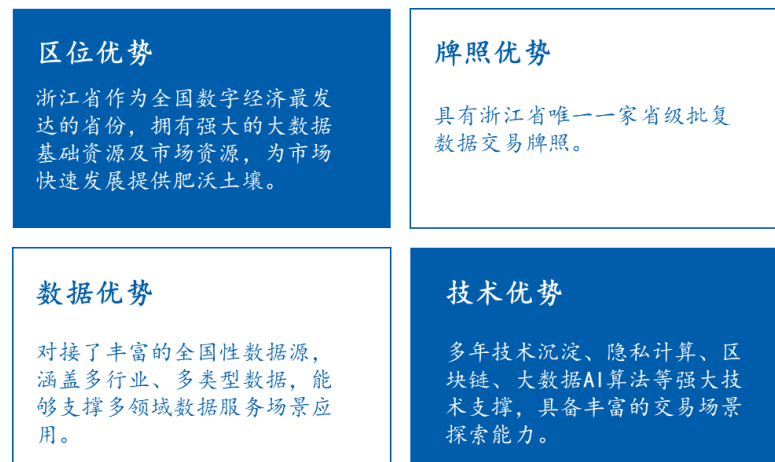 区位优势
浙江省作为全国数字经济最发
达的省份，拥有强大的大数据
基础资源及市场资源，为市场
快速发展提供肥沃土壤。
牌照优势
具有浙江省唯一一家省级批复
数据交易牌照。
数据优势
对接了丰富的全国性数据源，
涵盖多行业、多类型数据，能
够支撑多领域数据服务场景应
用。
技术优势
多年技术沉淀、隐私计算、区
块链、大数据AI算法等强大技
术支撑，具备丰富的交易场景
探索能力。